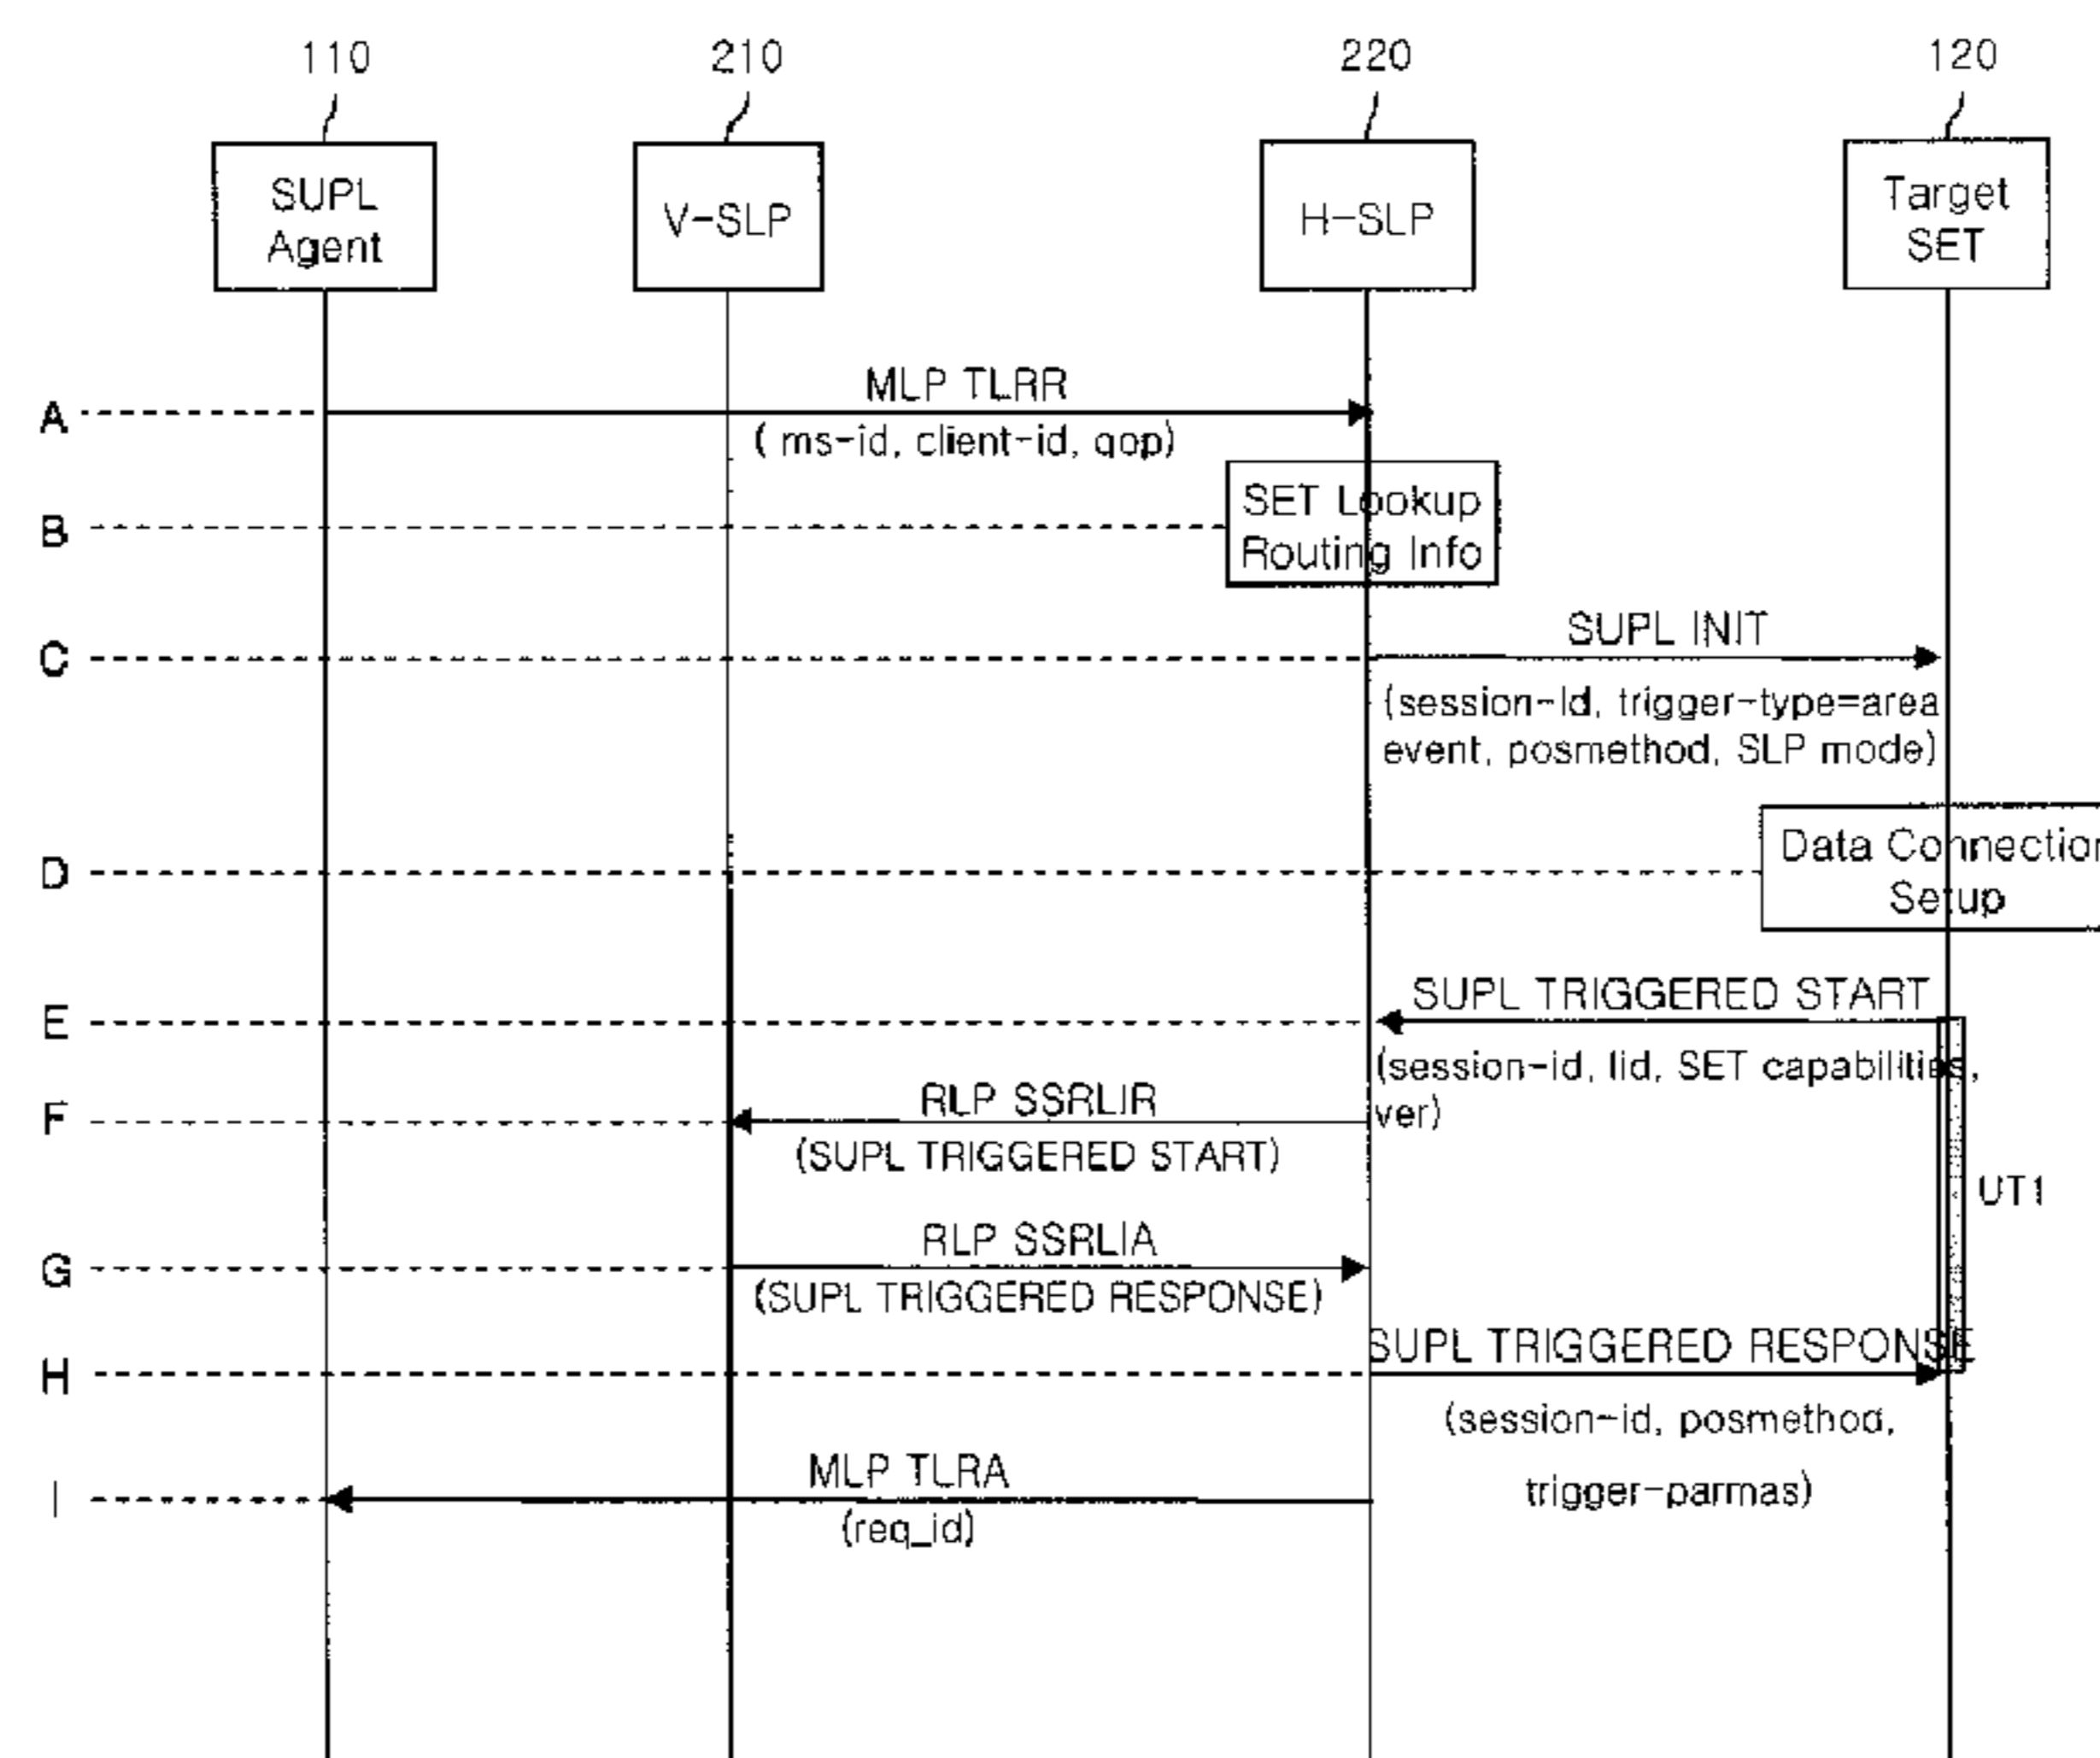 110 210 220 120
SUPL
Agent
V-SLP
H-SLP
Target
SET
MLP TLRR
A
( ms-id, client-id, qop)
SET Lookup
Routing Info
B
SUPL INIT
C
(session-id, trigger-type=area
event, posmethod, SLP mode)
Data Connection
Setup
D
SUPL TRIGGERED START
E
(session-id, lid, SET capabilities,
ver)
RLP SSRLIR
F
(SUPL TRIGGERED START)
UT1
RLP SSRLIA
G
(SUPL TRIGGERED RESPONSE)
SUPL TRIGGERED RESPONSE
H
(session-id, posmethod,
trigger-parmas)
MLP TLRA
I
(req_id)